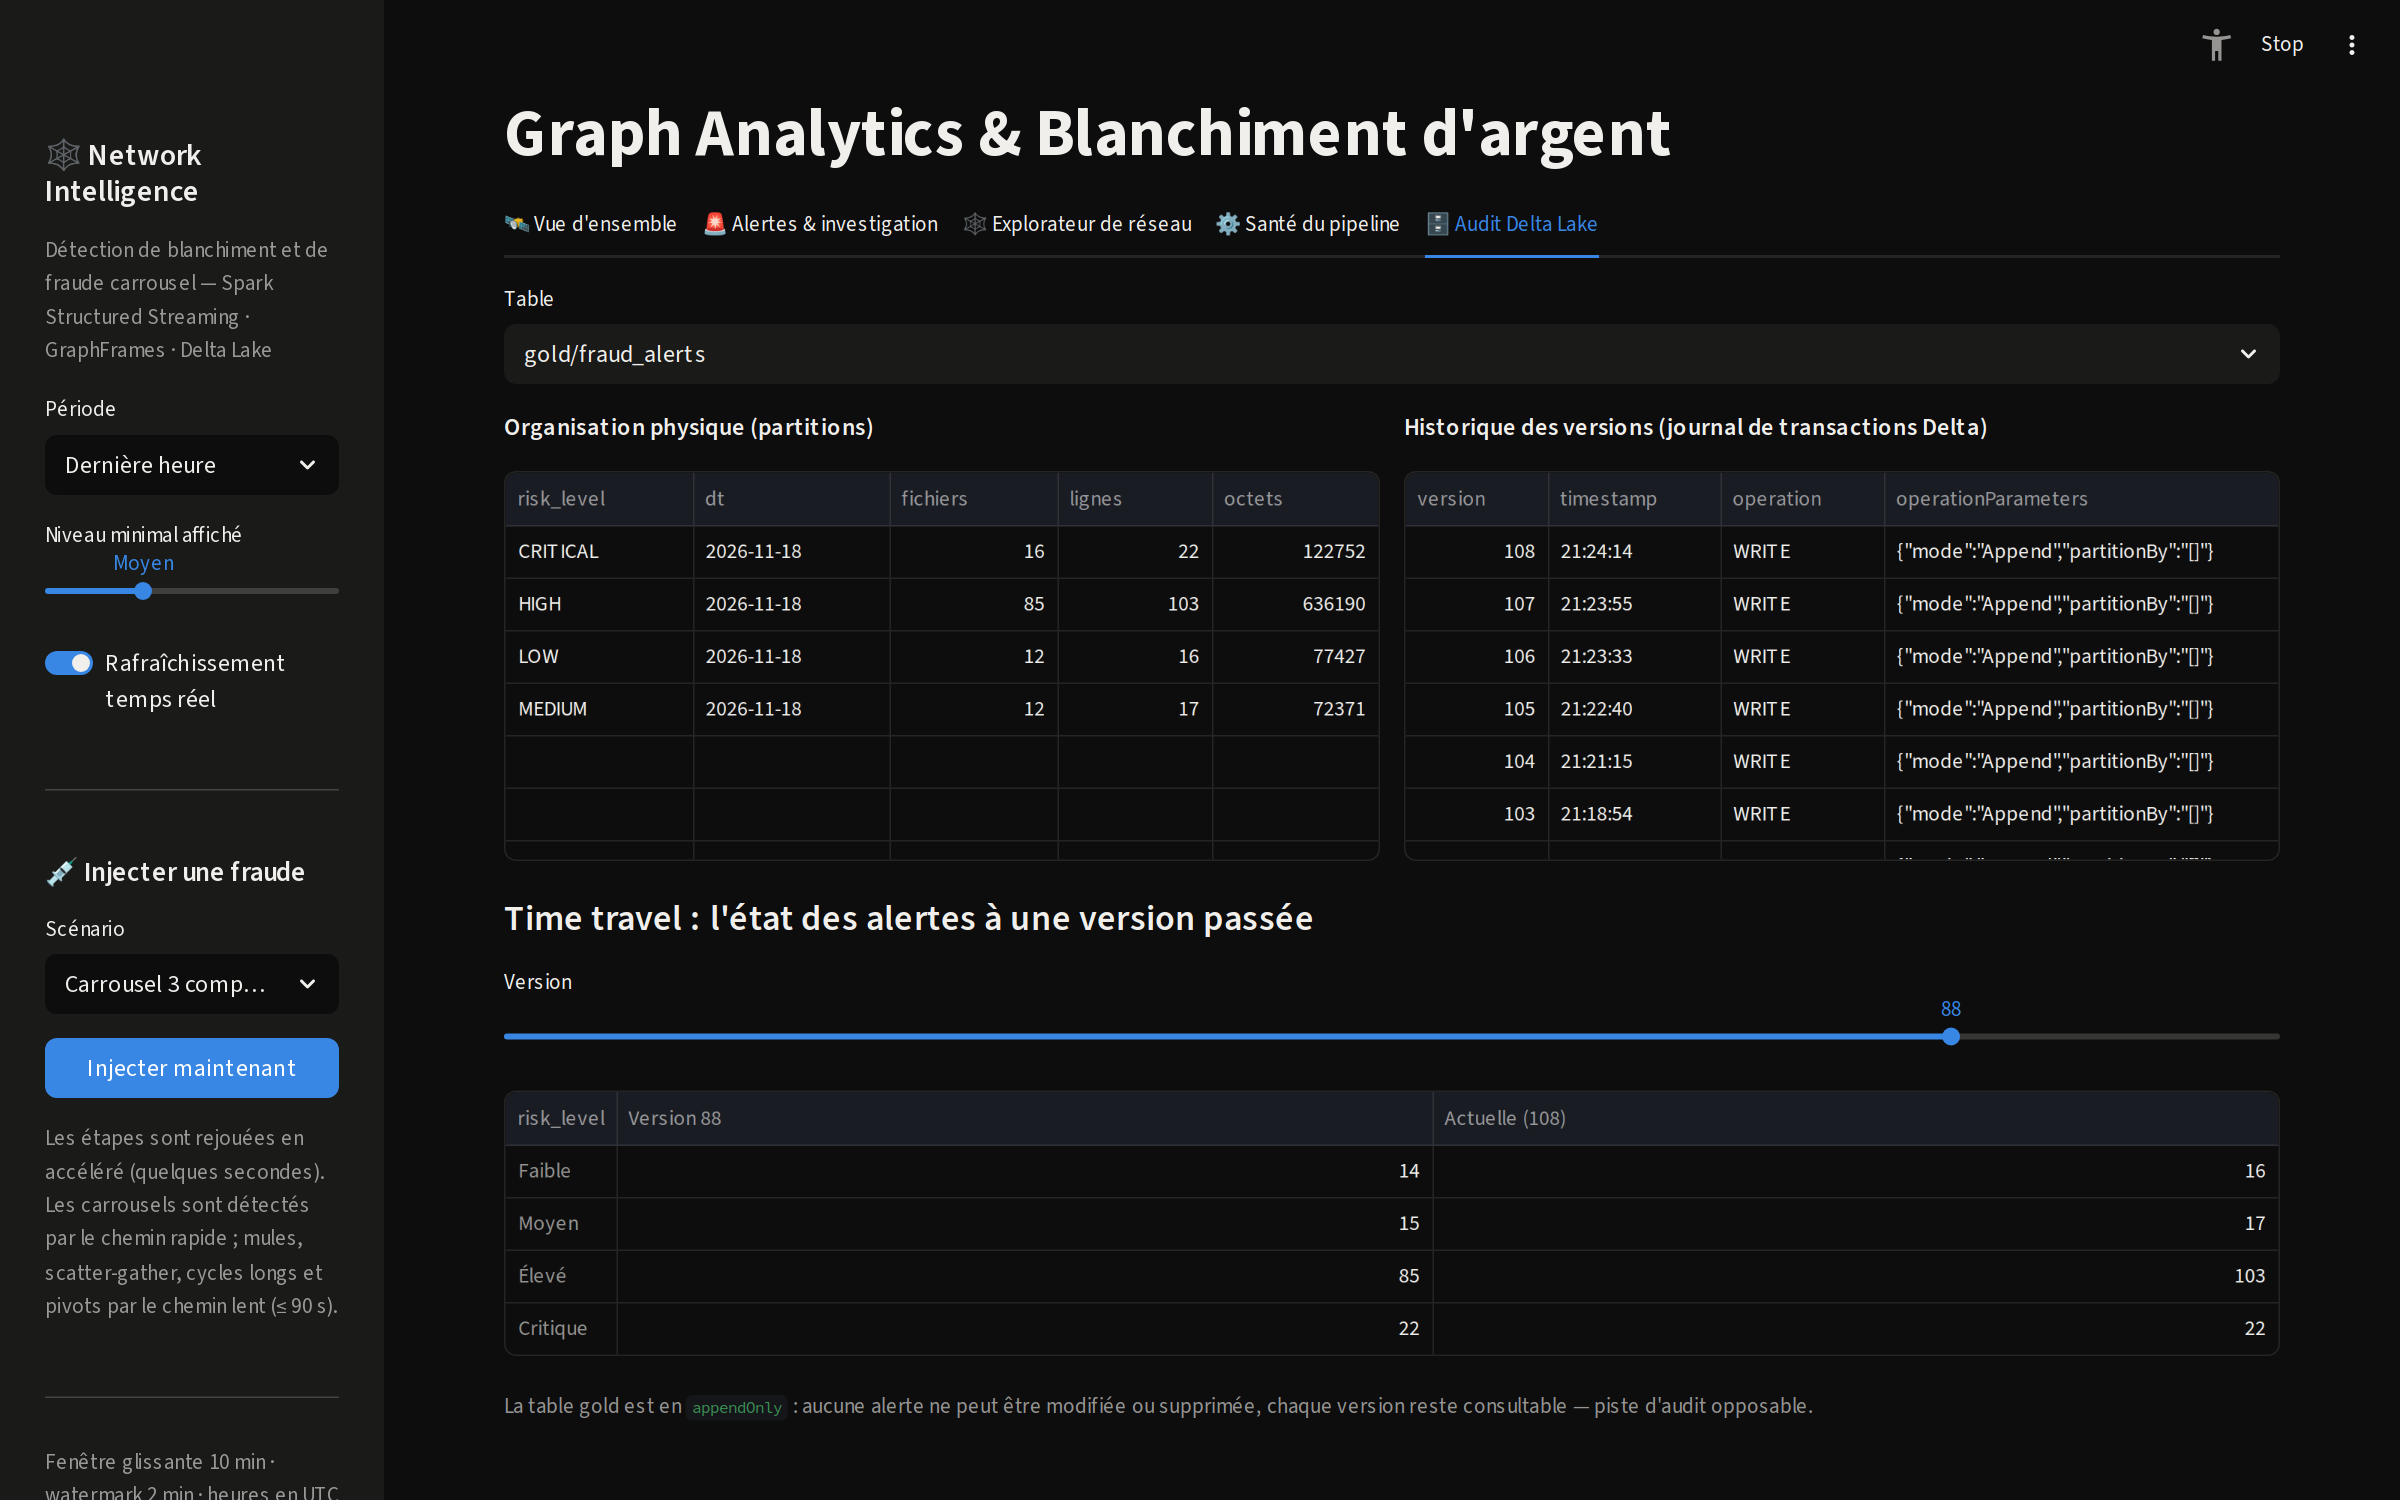 Stop
Network
Intelligence
Détection de blanchiment et de
fraude carrousel — Spark
Structured Streaming ·
GraphFrames · Delta Lake
Période
Dernière heure
Niveau minimal affiché
Moyen
Rafraîchissement
temps réel
Injecter une fraude
Scénario
Carrousel 3 comp...
Injecter maintenant
Les étapes sont rejouées en
accéléré (quelques secondes).
Les carrousels sont détectés
par le chemin rapide ; mules,
scatter-gather, cycles longs et
pivots par le chemin lent (≤ 90 s).
Fenêtre glissante 10 min ·
watermark 2 min · heures en UTC
Graph Analytics & Blanchiment d'argent
Vue d'ensemble Alertes & investigation Explorateur de réseau Santé du pipeline Audit Delta Lake
Table
gold/fraud_alerts
Organisation physique (partitions)
risk_level dt fichiers lignes octets
CRITICAL 2026-11-18 16 22 122752
HIGH 2026-11-18 85 103 636190
LOW 2026-11-18 12 16 77427
MEDIUM 2026-11-18 12 17 72371
Historique des versions (journal de transactions Delta)
version timestamp operation operationParameters
108 21:24:14 WRITE {"mode":"Append","partitionBy":"[]"}
107 21:23:55 WRITE {"mode":"Append","partitionBy":"[]"}
106 21:23:33 WRITE {"mode":"Append","partitionBy":"[]"}
105 21:22:40 WRITE {"mode":"Append","partitionBy":"[]"}
104 21:21:15 WRITE {"mode":"Append","partitionBy":"[]"}
103 21:18:54 WRITE {"mode":"Append","partitionBy":"[]"}
Time travel : l'état des alertes à une version passée
Version
88
risk_level Version 88 Actuelle (108)
Faible 14 16
Moyen 15 17
Élevé 85 103
Critique 22 22
La table gold est en appendOnly : aucune alerte ne peut être modifiée ou supprimée, chaque version reste consultable — piste d'audit opposable.